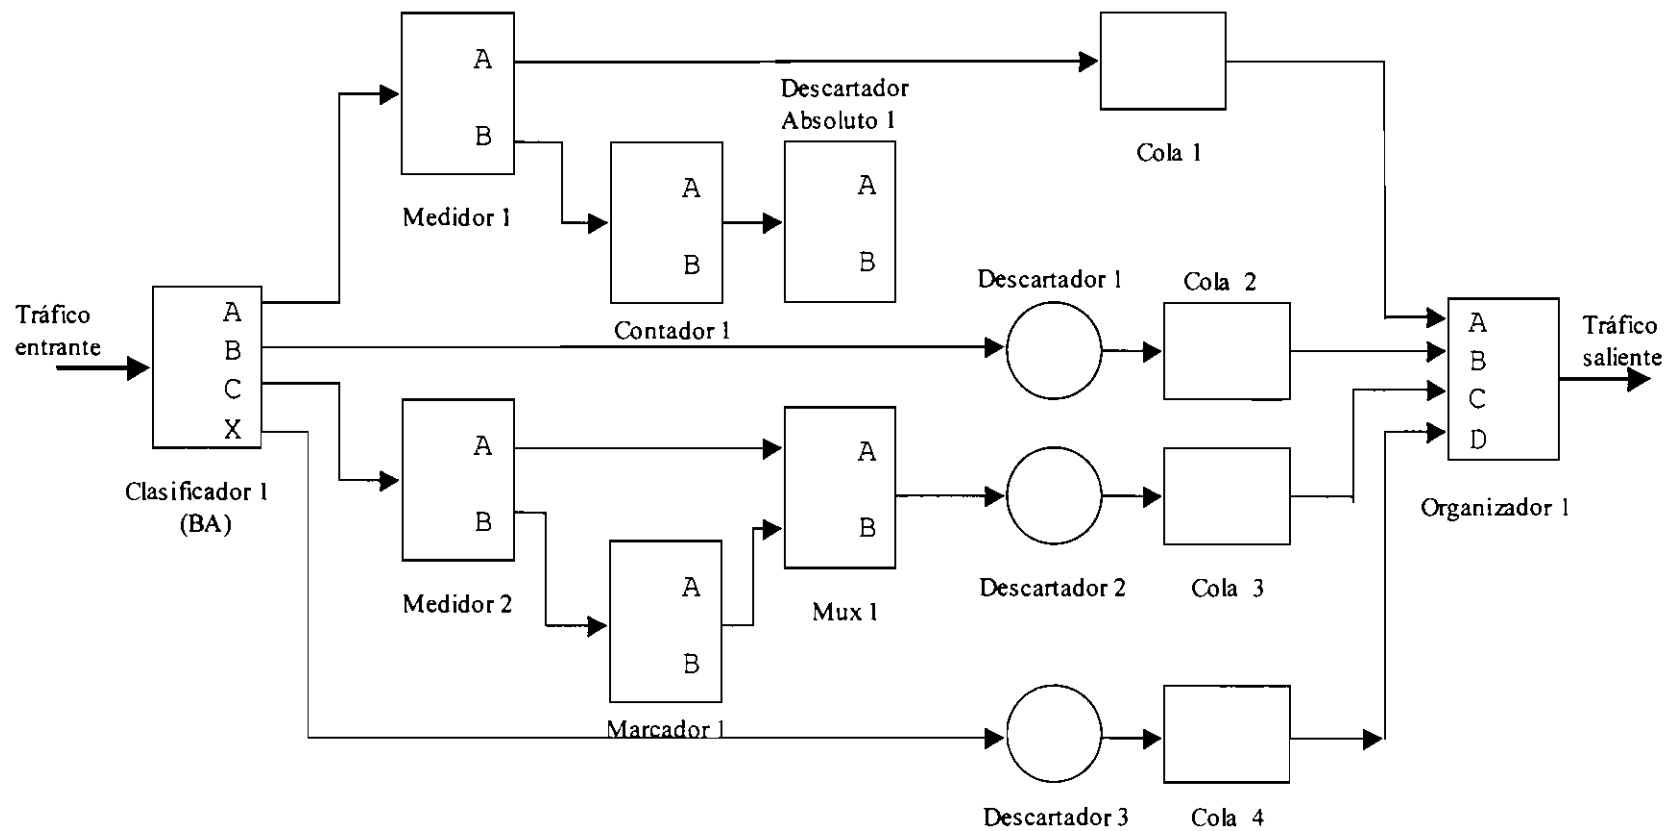 A
B
Medidor 1
Descartador
Absoluto 1
Cola 1
A
B
Contador 1
A
B
Tráfico
entrante
A
B
C
X
Clasificador 1
(BA)
Descartador 1
Cola 2
A
B
C
D
Organizador 1
Tráfico
saliente
A
B
Medidor 2
A
B
Marcador 1
A
B
Mux 1
Descartador 2
Cola 3
Descartador 3
Cola 4